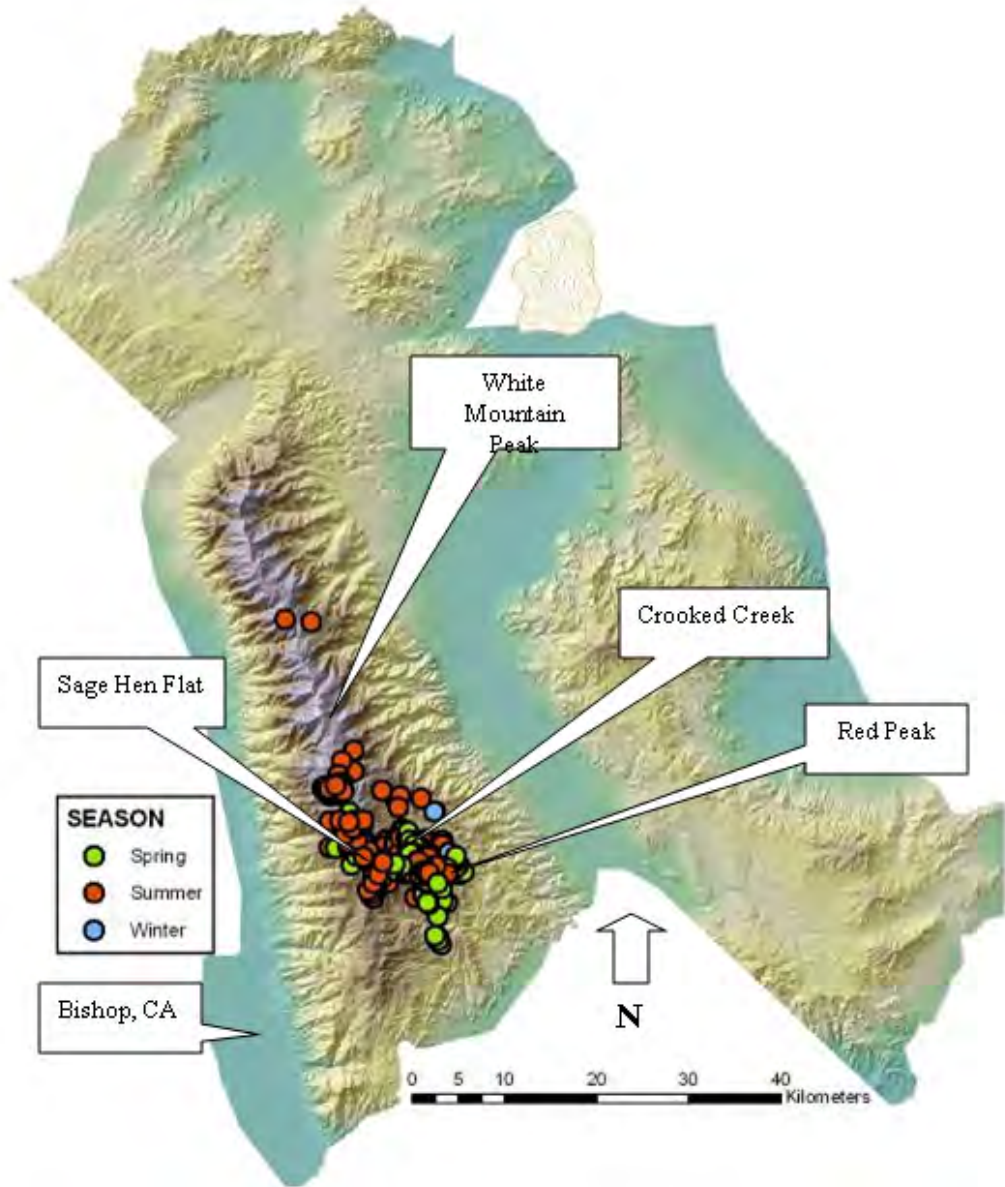 White
Mountain
Peak
Crooked Creek
Sage Hen Flat
Red Peak
SEASON
Spring
Summer
Winter
Bishop, CA
N
0 5 10 20 30 40
Kilometers